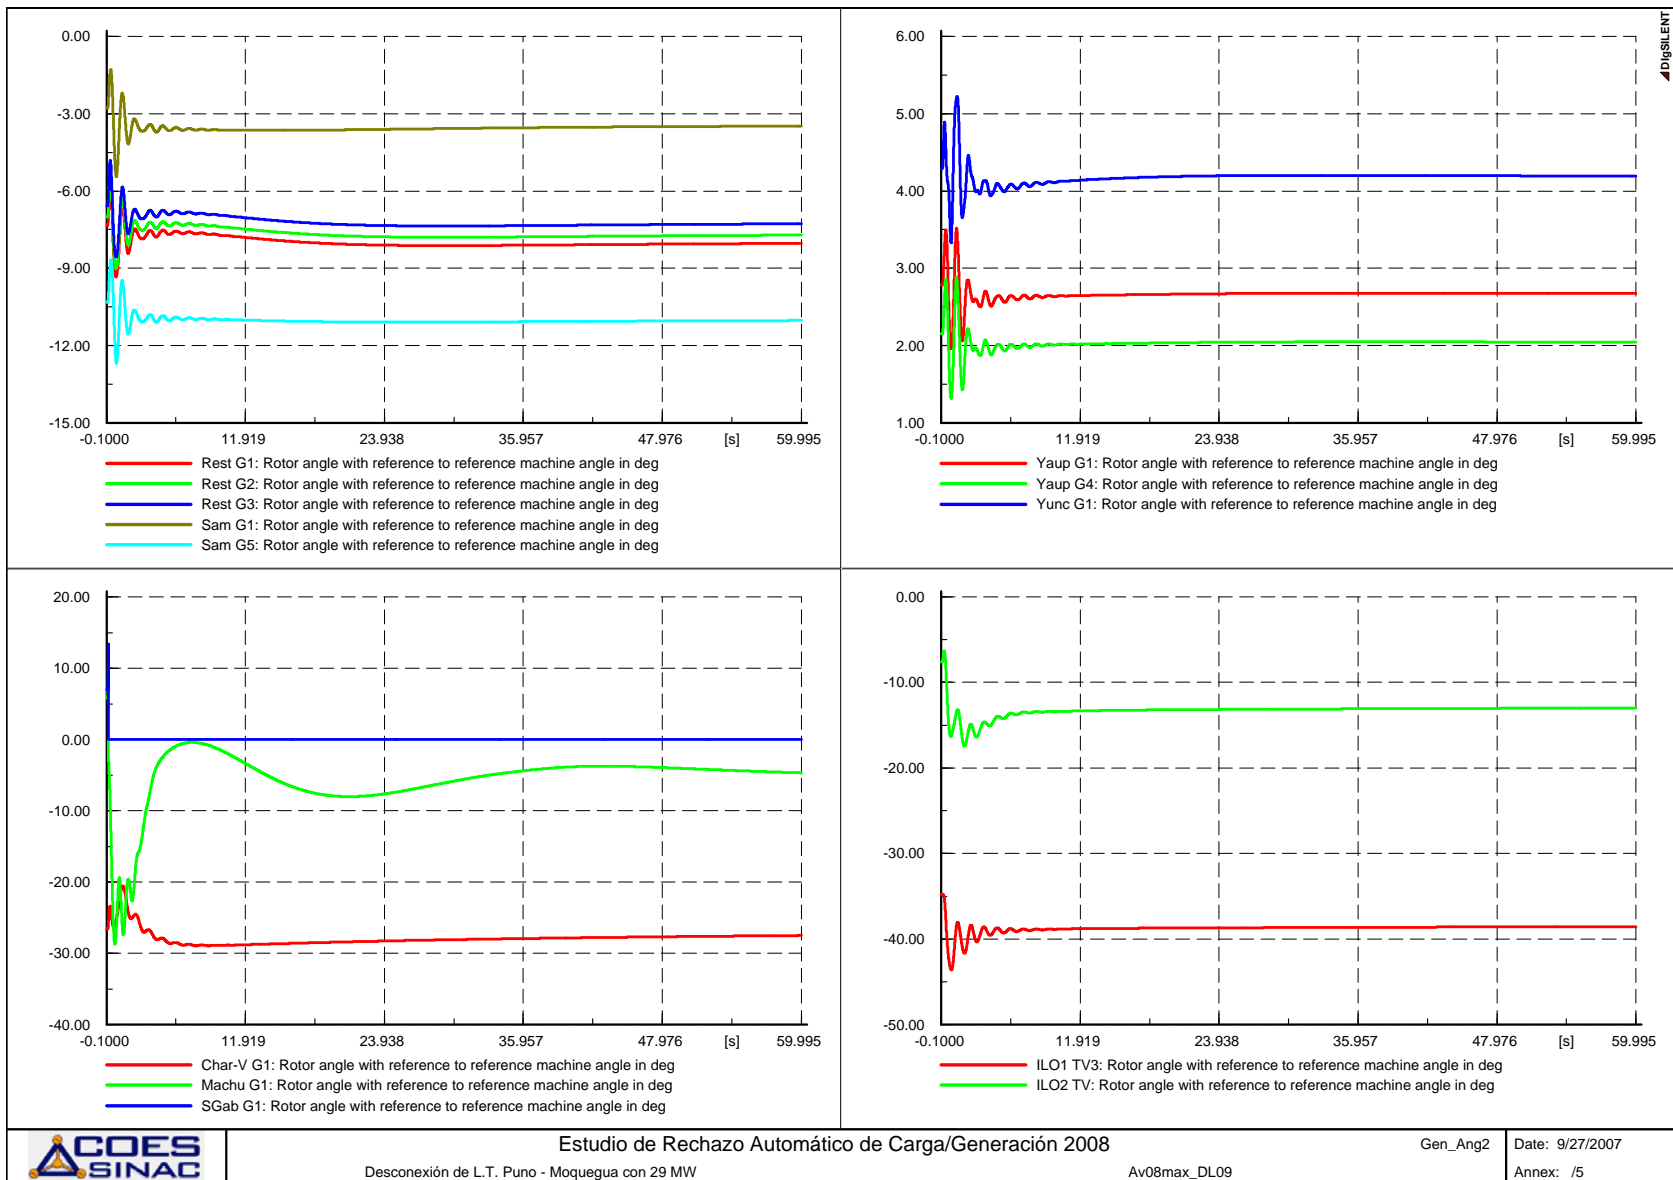 DIgSILENT
0.00
-3.00
-6.00
-9.00
-12.00
-15.00
-0.1000 11.919 23.938 35.957 47.976 [s] 59.995
Rest G1: Rotor angle with reference to reference machine angle in deg
Rest G2: Rotor angle with reference to reference machine angle in deg
Rest G3: Rotor angle with reference to reference machine angle in deg
Sam G1: Rotor angle with reference to reference machine angle in deg
Sam G5: Rotor angle with reference to reference machine angle in deg
6.00
5.00
4.00
3.00
2.00
1.00
-0.1000 11.919 23.938 35.957 47.976 [s] 59.995
Yaup G1: Rotor angle with reference to reference machine angle in deg
Yaup G4: Rotor angle with reference to reference machine angle in deg
Yunc G1: Rotor angle with reference to reference machine angle in deg
20.00
10.00
0.00
-10.00
-20.00
-30.00
-40.00
-0.1000 11.919 23.938 35.957 47.976 [s] 59.995
Char-V G1: Rotor angle with reference to reference machine angle in deg
Machu G1: Rotor angle with reference to reference machine angle in deg
SGab G1: Rotor angle with reference to reference machine angle in deg
0.00
-10.00
-20.00
-30.00
-40.00
-50.00
-0.1000 11.919 23.938 35.957 47.976 [s] 59.995
ILO1 TV3: Rotor angle with reference to reference machine angle in deg
ILO2 TV: Rotor angle with reference to reference machine angle in deg
COES
SINAC
Estudio de Rechazo Automático de Carga/Generación 2008
Desconexión de L.T. Puno - Moquegua con 29 MW
Av08max_DL09
Gen_Ang2
Date: 9/27/2007
Annex: /5